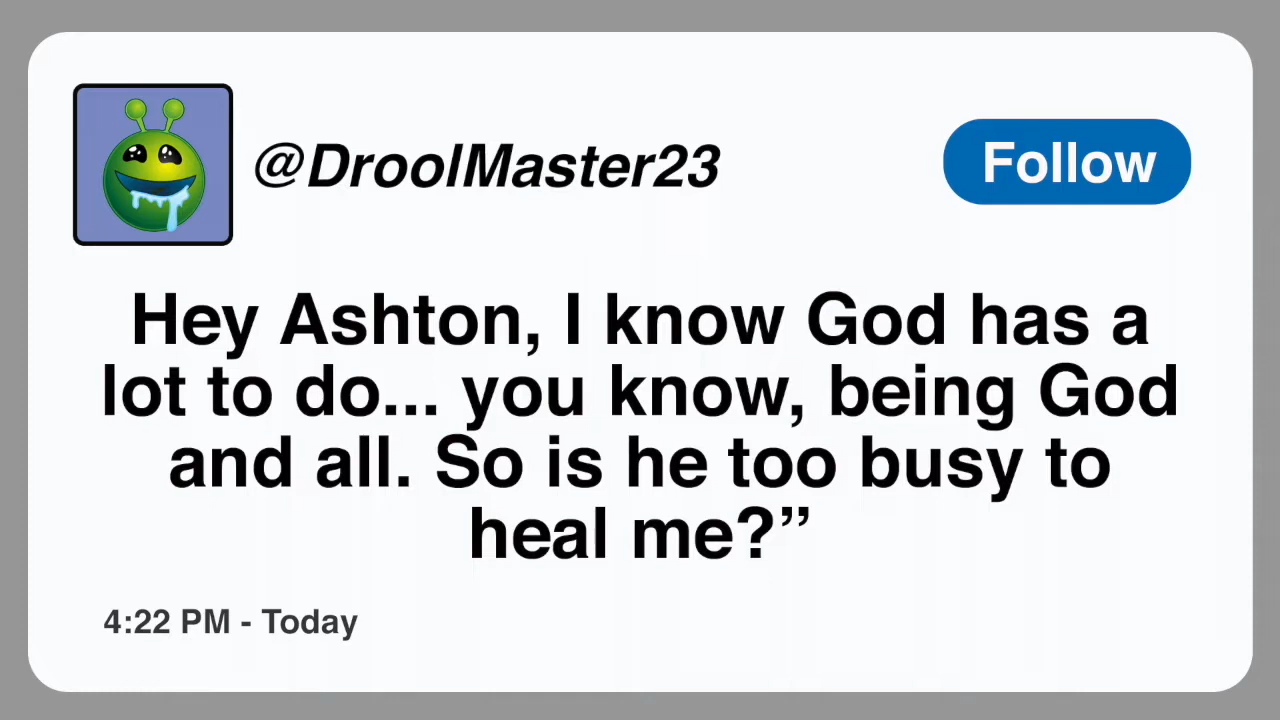 @DroolMaster23
Follow
Hey Ashton, I know God has a
lot to do... you know, being God
and all. So is he too busy to
heal me?”
4:22 PM - Today